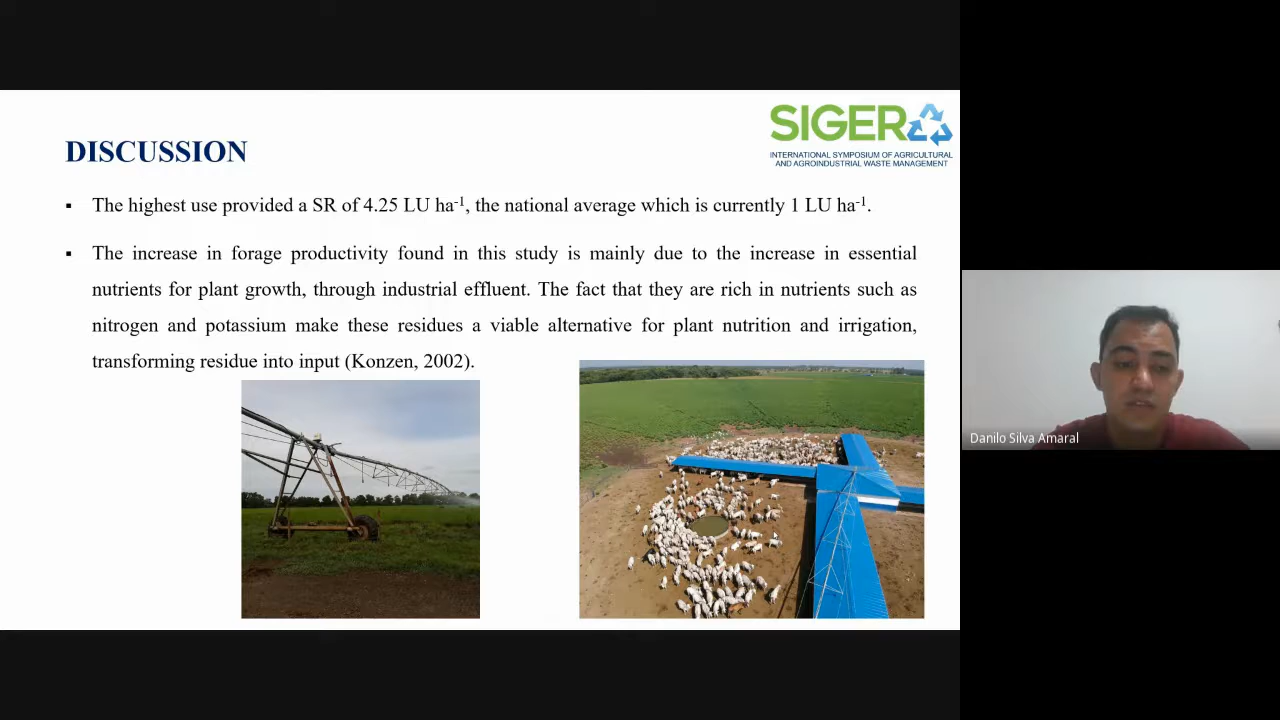 SIGER
INTERNATIONAL SYMPOSIUM OF AGRICULTURAL
AND AGROINDUSTRIAL WASTE MANAGEMENT
DISCUSSION
▪ The highest use provided a SR of 4.25 LU ha⁻¹, the national average which is currently 1 LU ha⁻¹.
▪ The increase in forage productivity found in this study is mainly due to the increase in essential
nutrients for plant growth, through industrial effluent. The fact that they are rich in nutrients such as
nitrogen and potassium make these residues a viable alternative for plant nutrition and irrigation,
transforming residue into input (Konzen, 2002).
Danilo Silva Amaral